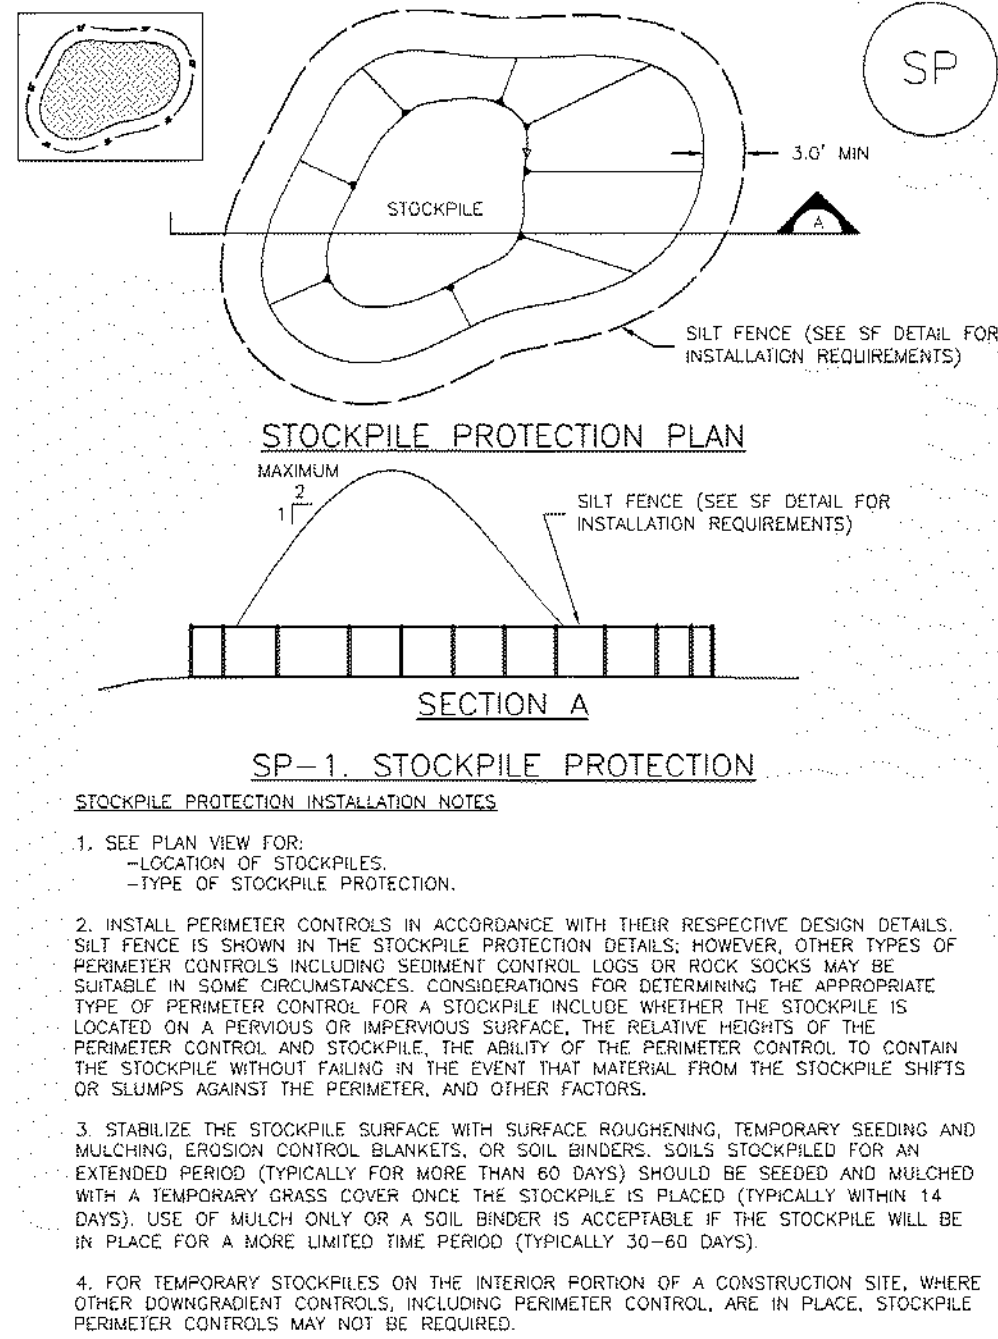 SP
3.0' MIN
STOCKPILE
A
SILT FENCE (SEE SF DETAIL FOR
INSTALLATION REQUIREMENTS)
STOCKPILE PROTECTION PLAN
MAXIMUM
2
1
SILT FENCE (SEE SF DETAIL FOR
INSTALLATION REQUIREMENTS)
SECTION A
SP-1. STOCKPILE PROTECTION
STOCKPILE PROTECTION INSTALLATION NOTES
1. SEE PLAN VIEW FOR:
-LOCATION OF STOCKPILES.
-TYPE OF STOCKPILE PROTECTION.
2. INSTALL PERIMETER CONTROLS IN ACCORDANCE WITH THEIR RESPECTIVE DESIGN DETAILS.
SILT FENCE IS SHOWN IN THE STOCKPILE PROTECTION DETAILS; HOWEVER, OTHER TYPES OF
PERIMETER CONTROLS INCLUDING SEDIMENT CONTROL LOGS OR ROCK SOCKS MAY BE
SUITABLE IN SOME CIRCUMSTANCES. CONSIDERATIONS FOR DETERMINING THE APPROPRIATE
TYPE OF PERIMETER CONTROL FOR A STOCKPILE INCLUDE WHETHER THE STOCKPILE IS
LOCATED ON A PERVIOUS OR IMPERVIOUS SURFACE, THE RELATIVE HEIGHTS OF THE
PERIMETER CONTROL AND STOCKPILE, THE ABILITY OF THE PERIMETER CONTROL TO CONTAIN
THE STOCKPILE WITHOUT FAILING IN THE EVENT THAT MATERIAL FROM THE STOCKPILE SHIFTS
OR SLUMPS AGAINST THE PERIMETER, AND OTHER FACTORS.
3. STABILIZE THE STOCKPILE SURFACE WITH SURFACE ROUGHENING, TEMPORARY SEEDING AND
MULCHING, EROSION CONTROL BLANKETS, OR SOIL BINDERS. SOILS STOCKPILED FOR AN
EXTENDED PERIOD (TYPICALLY FOR MORE THAN 60 DAYS) SHOULD BE SEEDED AND MULCHED
WITH A TEMPORARY GRASS COVER ONCE THE STOCKPILE IS PLACED (TYPICALLY WITHIN 14
DAYS). USE OF MULCH ONLY OR A SOIL BINDER IS ACCEPTABLE IF THE STOCKPILE WILL BE
IN PLACE FOR A MORE LIMITED TIME PERIOD (TYPICALLY 30-60 DAYS).
4. FOR TEMPORARY STOCKPILES ON THE INTERIOR PORTION OF A CONSTRUCTION SITE, WHERE
OTHER DOWNGRADIENT CONTROLS, INCLUDING PERIMETER CONTROL, ARE IN PLACE, STOCKPILE
PERIMETER CONTROLS MAY NOT BE REQUIRED.